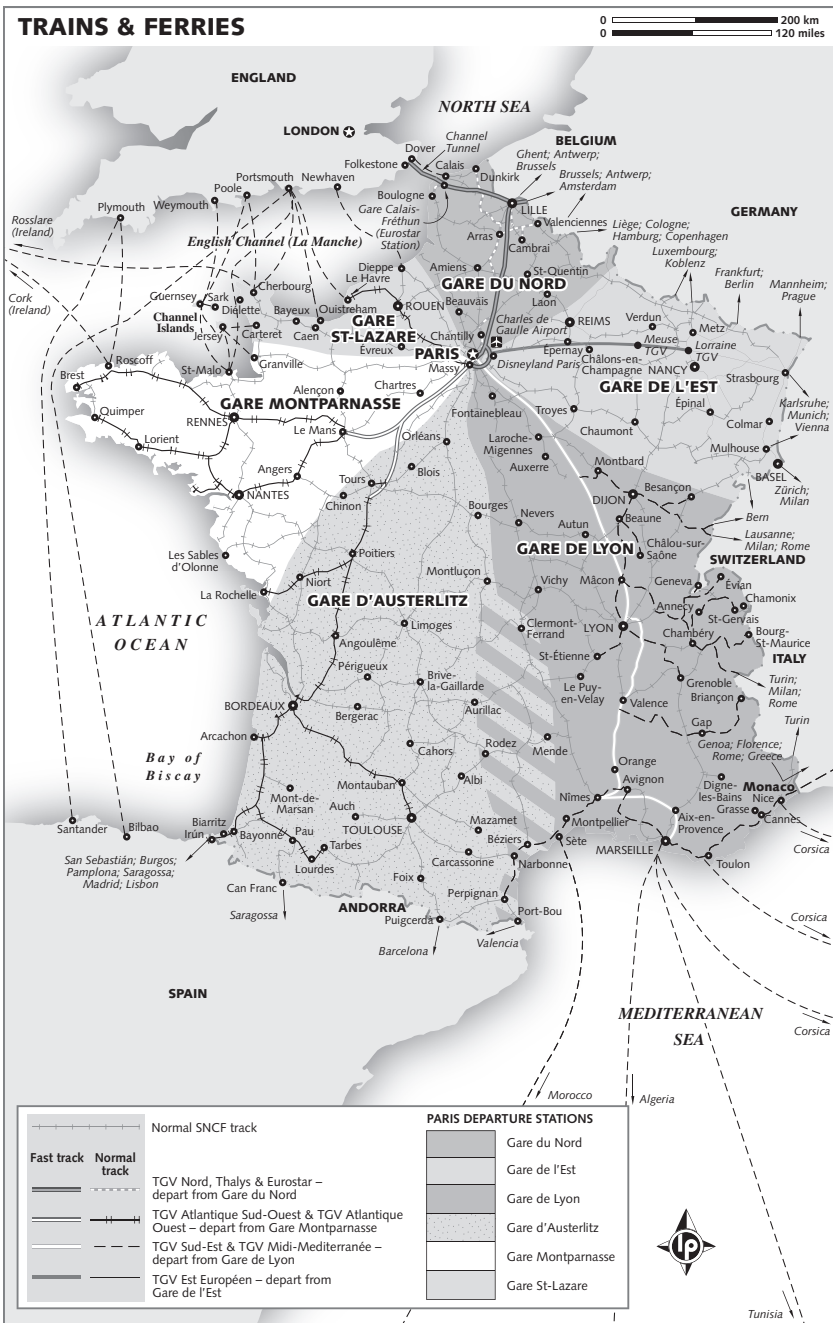 TRAINS & FERRIES
0 200 km
0 120 miles
ENGLAND
NORTH SEA
LONDON
BELGIUM
Dover
Channel
Tunnel
Ghent; Antwerp;
Brussels
Folkestone
Calais
Dunkirk
Brussels; Antwerp;
Amsterdam
Portsmouth
Newhaven
Poole
Weymouth
Plymouth
Boulogne
Gare Calais-
Fréthun
(Eurostar
Station)
LILLE
Valenciennes
GERMANY
Rosslare
(Ireland)
English Channel (La Manche)
Arras
Cambrai
Liège; Cologne;
Hamburg; Copenhagen
Luxembourg;
Koblenz
Frankfurt;
Berlin
Mannheim;
Prague
Cork
(Ireland)
Dieppe
Le Havre
Amiens
St-Quentin
GARE DU NORD
Laon
Cherbourg
Guernsey
Sark
Diélette
Channel
Islands
Jersey
Carteret
Bayeux
Ouistreham
Caen
ROUEN
GARE
ST-LAZARE
Beauvais
Charles de
Gaulle Airport
REIMS
Verdun
Metz
Chantilly
Évreux
PARIS
Massy
Disneyland Paris
Épernay
Châlons-en-
Champagne
Meuse
TGV
Lorraine
TGV
NANCY
GARE DE L'EST
Strasbourg
Roscoff
Brest
St-Malo
Granville
Alençon
Chartres
GARE MONTPARNASSE
Quimper
RENNES
Le Mans
Lorient
Fontainebleau
Troyes
Épinal
Karlsruhe;
Munich;
Vienna
Chaumont
Colmar
Orléans
Laroche-
Migennes
Auxerre
Mulhouse
Blois
Montbard
BASEL
Angers
Tours
Besançon
Zürich;
Milan
NANTES
Chinon
DIJON
Bourges
Nevers
Beaune
Bern
Autun
GARE DE LYON
Châlou-sur-
Saône
Lausanne;
Milan; Rome
Les Sables
d'Olonne
Poitiers
Montluçon
SWITZERLAND
La Rochelle
Niort
Vichy
Mâcon
Geneva
Évian
GARE D'AUSTERLITZ
Annecy
Chamonix
St-Gervais
ATLANTIC
OCEAN
Limoges
Clermont-
Ferrand
LYON
Chambéry
Bourg-
St-Maurice
Angoulême
St-Étienne
ITALY
Périgueux
Brive-
la-Gaillarde
Le Puy-
en-Velay
Grenoble
Turin;
Milan;
Rome
BORDEAUX
Bergerac
Aurillac
Valence
Briançon
Arcachon
Gap
Turin
Bay of
Biscay
Cahors
Rodez
Mende
Genoa; Florence;
Rome; Greece
Orange
Montauban
Albi
Avignon
Digne-
les-Bains
Monaco
Mont-de-
Marsan
Nîmes
Grasse
Nice
Cannes
Auch
TOULOUSE
Mazamet
Montpellier
Aix-en-
Provence
Santander
Bilbao
Biarritz
Irún
Bayonne
Pau
Tarbes
Béziers
Sète
MARSEILLE
Corsica
San Sebastián; Burgos;
Pamplona; Saragossa;
Madrid; Lisbon
Lourdes
Carcassonne
Narbonne
Toulon
Can Franc
Foix
Perpignan
Saragossa
ANDORRA
Puigcerda
Port-Bou
Corsica
Barcelona
Valencia
SPAIN
MEDITERRANEAN
SEA
Corsica
Morocco
Algeria
Tunisia
Normal SNCF track
Fast track
Normal
track
TGV Nord, Thalys & Eurostar –
depart from Gare du Nord
TGV Atlantique Sud-Ouest & TGV Atlantique
Ouest – depart from Gare Montparnasse
TGV Sud-Est & TGV Midi-Mediterranée –
depart from Gare de Lyon
TGV Est Européen – depart from
Gare de l'Est
PARIS DEPARTURE STATIONS
Gare du Nord
Gare de l'Est
Gare de Lyon
Gare d'Austerlitz
Gare Montparnasse
Gare St-Lazare
lp